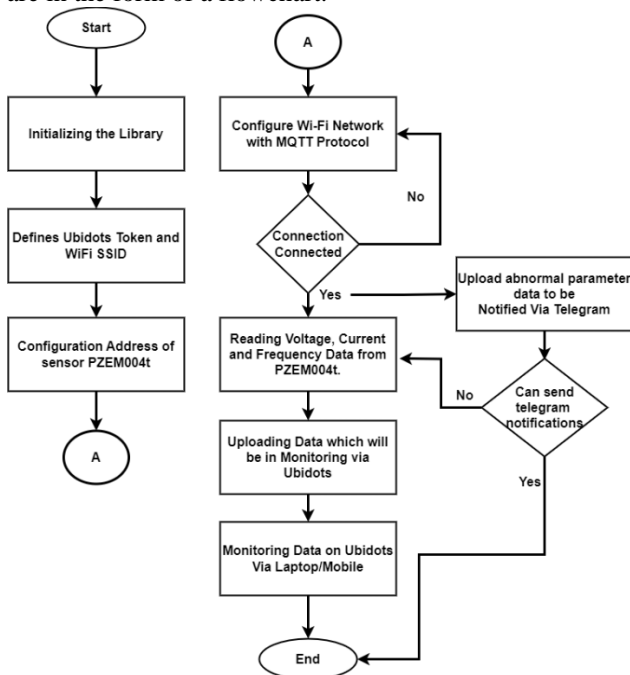 are in the form of a flowchart.
Start
Initializing the Library
Defines Ubidots Token and
WiFi SSID
Configuration Address of
sensor PZEM004t
A
A
Configure Wi-Fi Network
with MQTT Protocol
No
Connection
Connected
Yes
Upload abnormal parameter
data to be
Notified Via Telegram
Reading Voltage, Current
and Frequency Data from
PZEM004t.
No
Can send
telegram
notifications
Yes
Uploading Data which will
be in Monitoring via
Ubidots
Monitoring Data on Ubidots
Via Laptop/Mobile
End